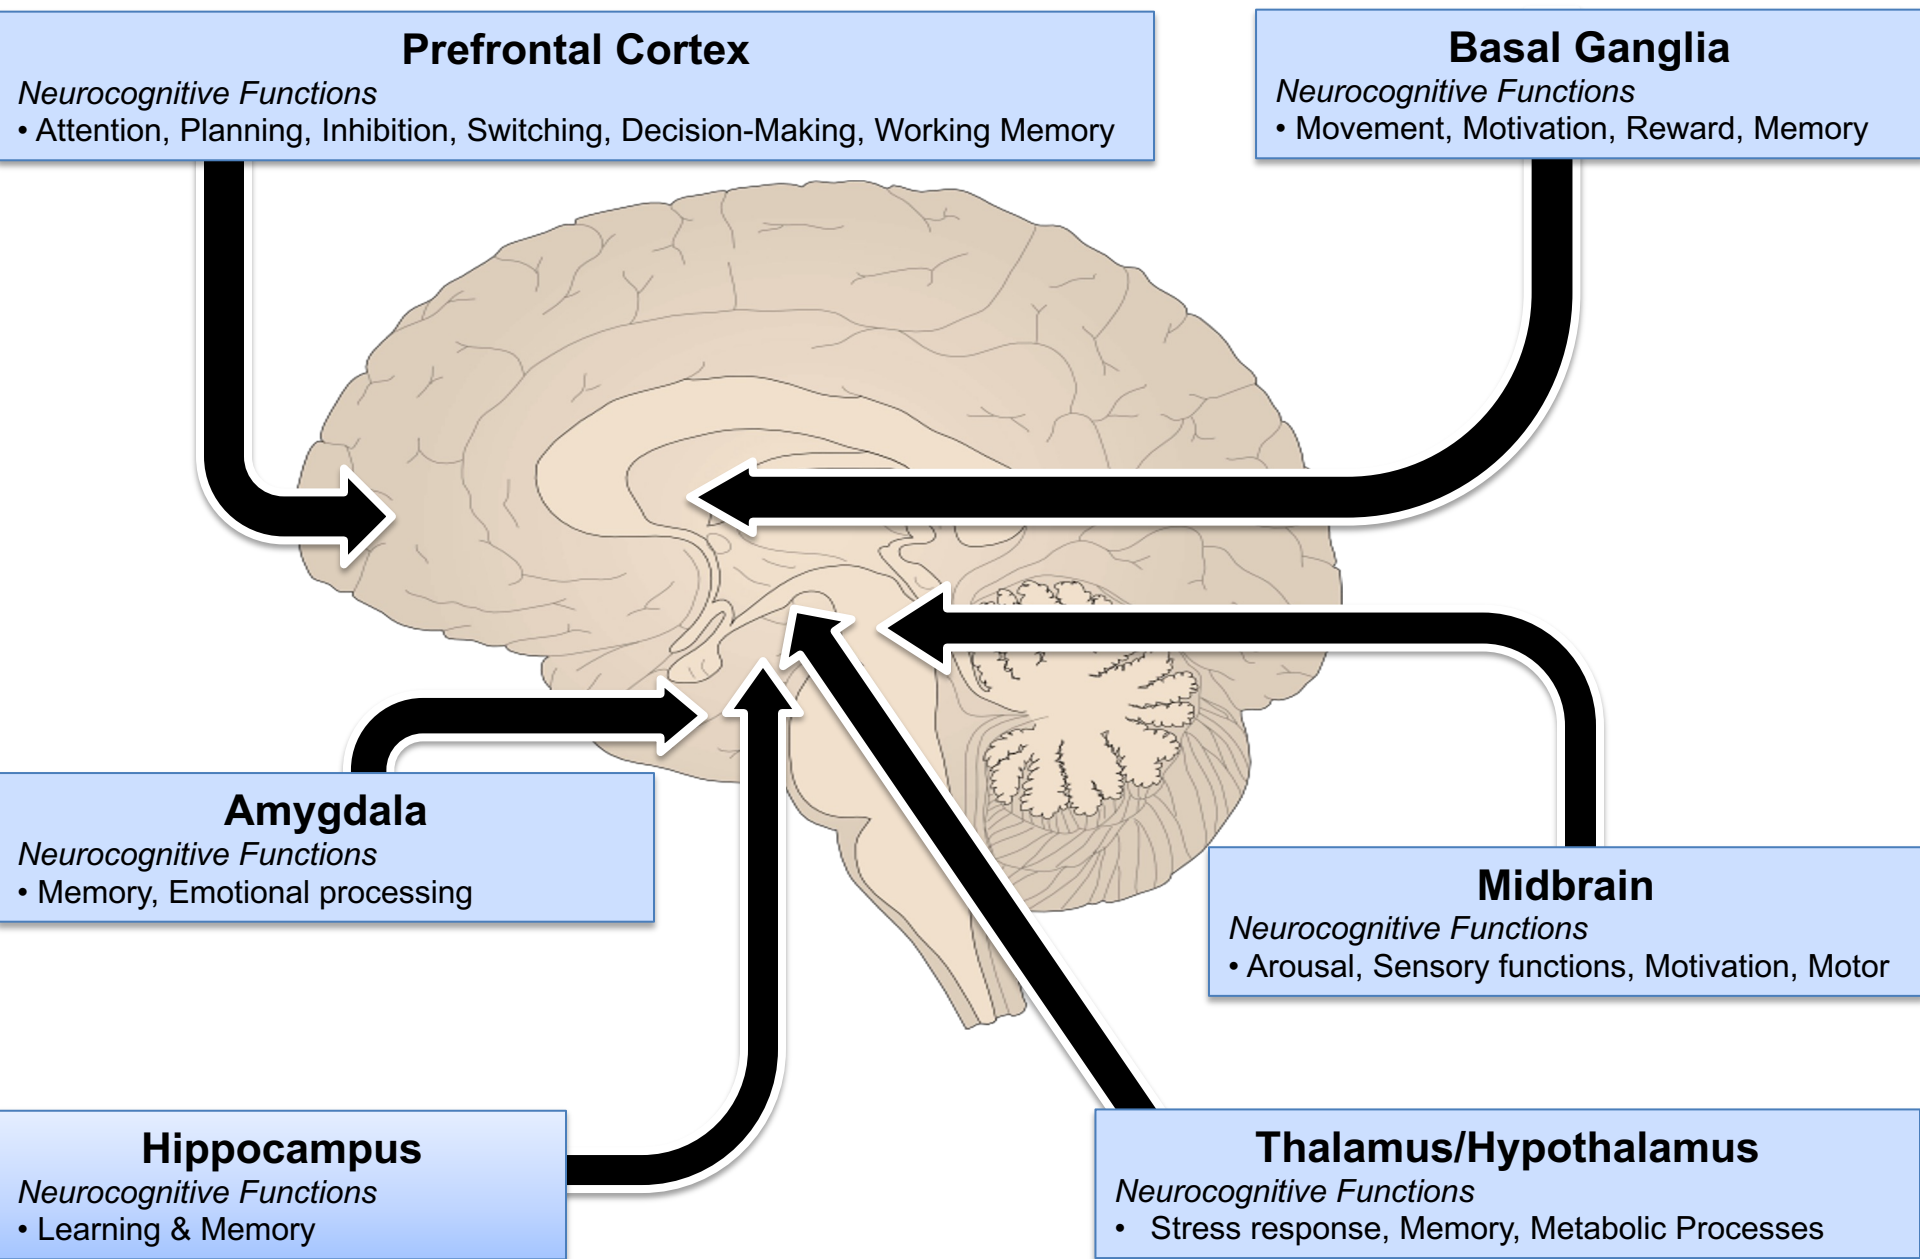 Prefrontal Cortex
Neurocognitive Functions
• Attention, Planning, Inhibition, Switching, Decision-Making, Working Memory
Basal Ganglia
Neurocognitive Functions
• Movement, Motivation, Reward, Memory
Amygdala
Neurocognitive Functions
• Memory, Emotional processing
Midbrain
Neurocognitive Functions
• Arousal, Sensory functions, Motivation, Motor
Hippocampus
Neurocognitive Functions
• Learning & Memory
Thalamus/Hypothalamus
Neurocognitive Functions
• Stress response, Memory, Metabolic Processes